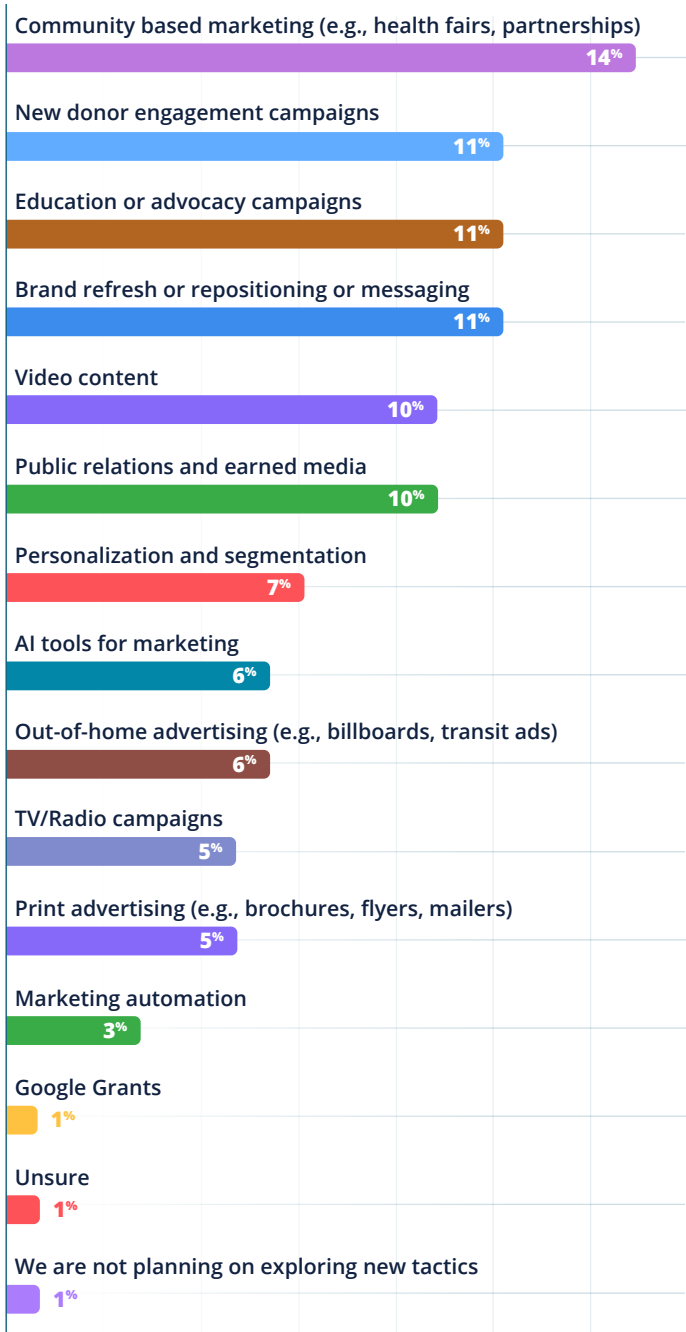 Community based marketing (e.g., health fairs, partnerships)
14%
New donor engagement campaigns
11%
Education or advocacy campaigns
11%
Brand refresh or repositioning or messaging
11%
Video content
10%
Public relations and earned media
10%
Personalization and segmentation
7%
AI tools for marketing
6%
Out-of-home advertising (e.g., billboards, transit ads)
6%
TV/Radio campaigns
5%
Print advertising (e.g., brochures, flyers, mailers)
5%
Marketing automation
3%
Google Grants
1%
Unsure
1%
We are not planning on exploring new tactics
1%